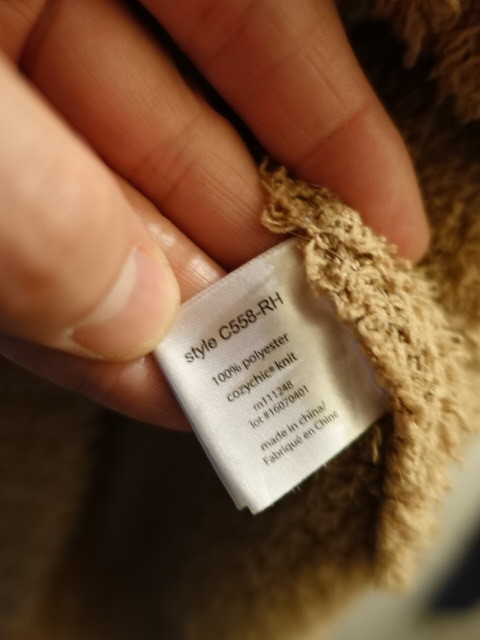 style C558-RH
100% polyester
cozychic® knit
rn111248
lot #16070401
made in china/
Fabriqué en Chine